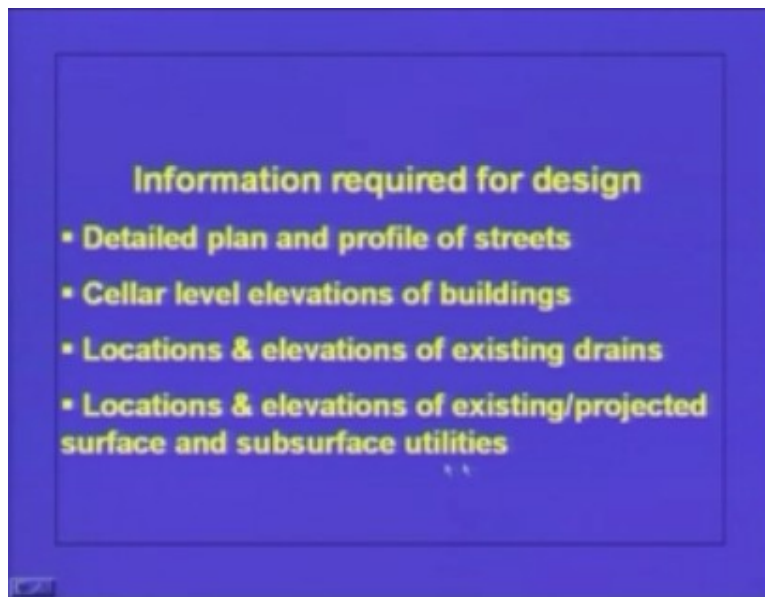 Information required for design
▪ Detailed plan and profile of streets
▪ Cellar level elevations of buildings
▪ Locations & elevations of existing drains
▪ Locations & elevations of existing/projected
surface and subsurface utilities